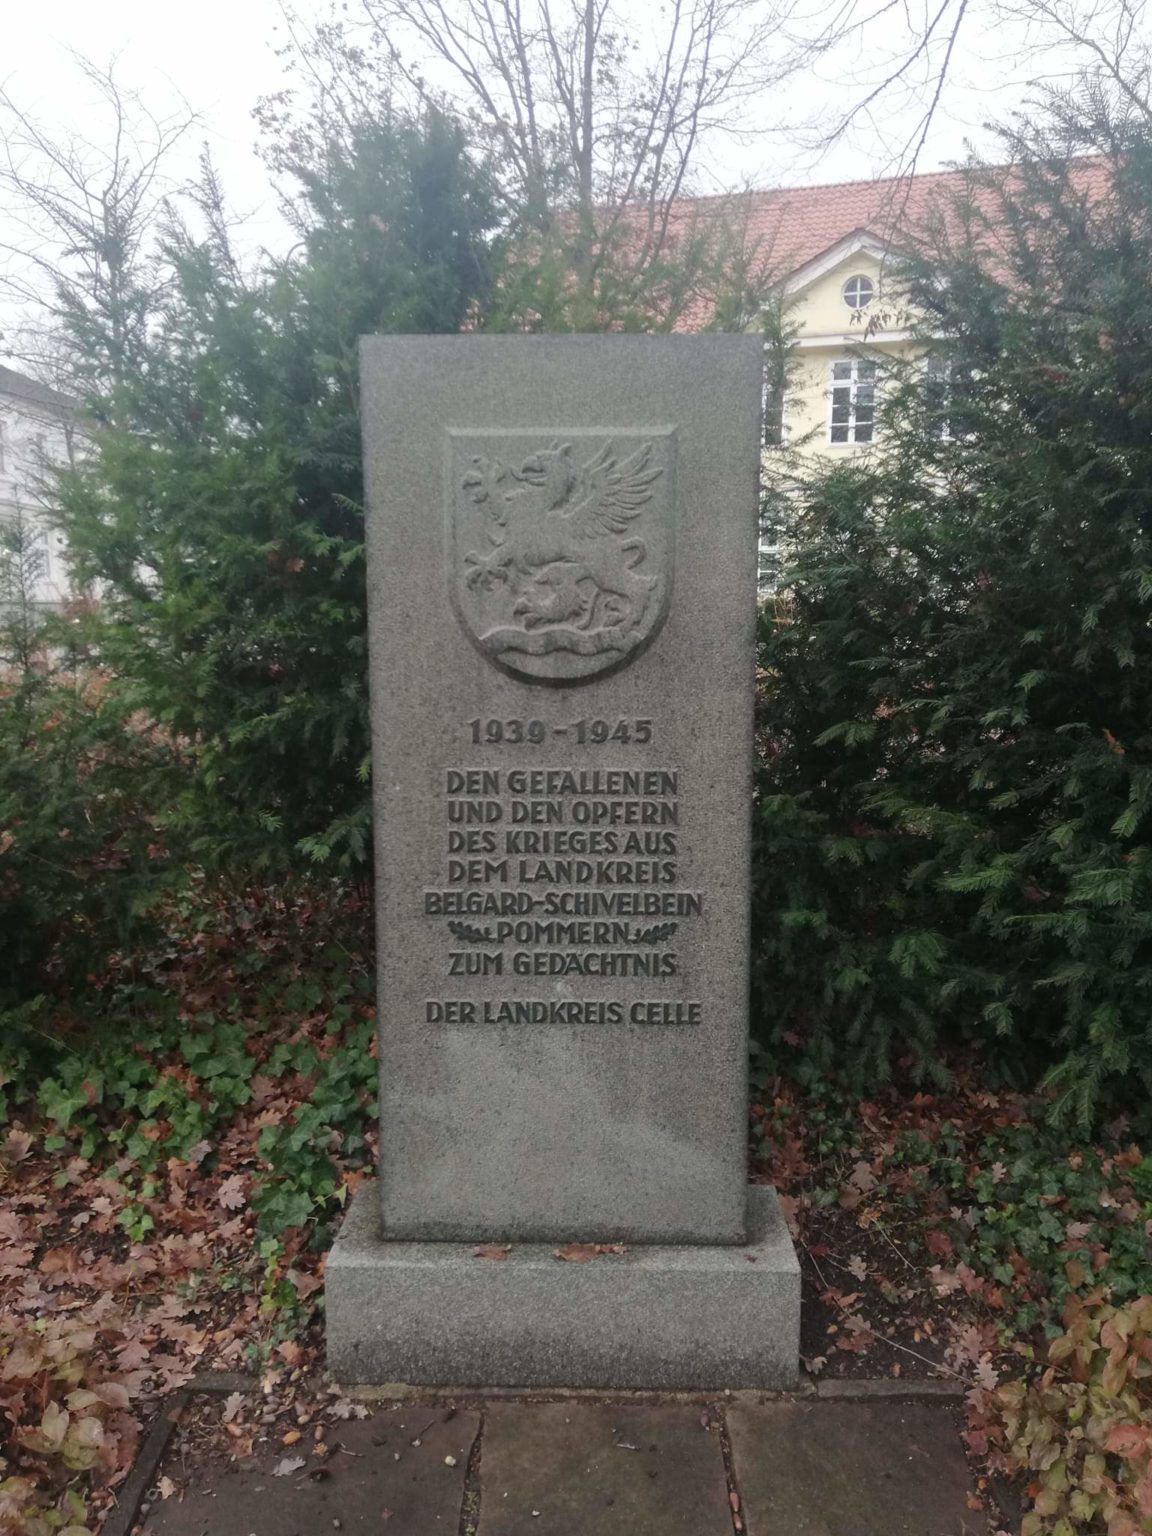 1939-1945
DEN GEFALLENEN
UND DEN OPFERN
DES KRIEGES AUS
DEM LANDKREIS
BELGARD-SCHIVELBEIN
POMMERN
ZUM GEDÄCHTNIS
DER LANDKREIS CELLE